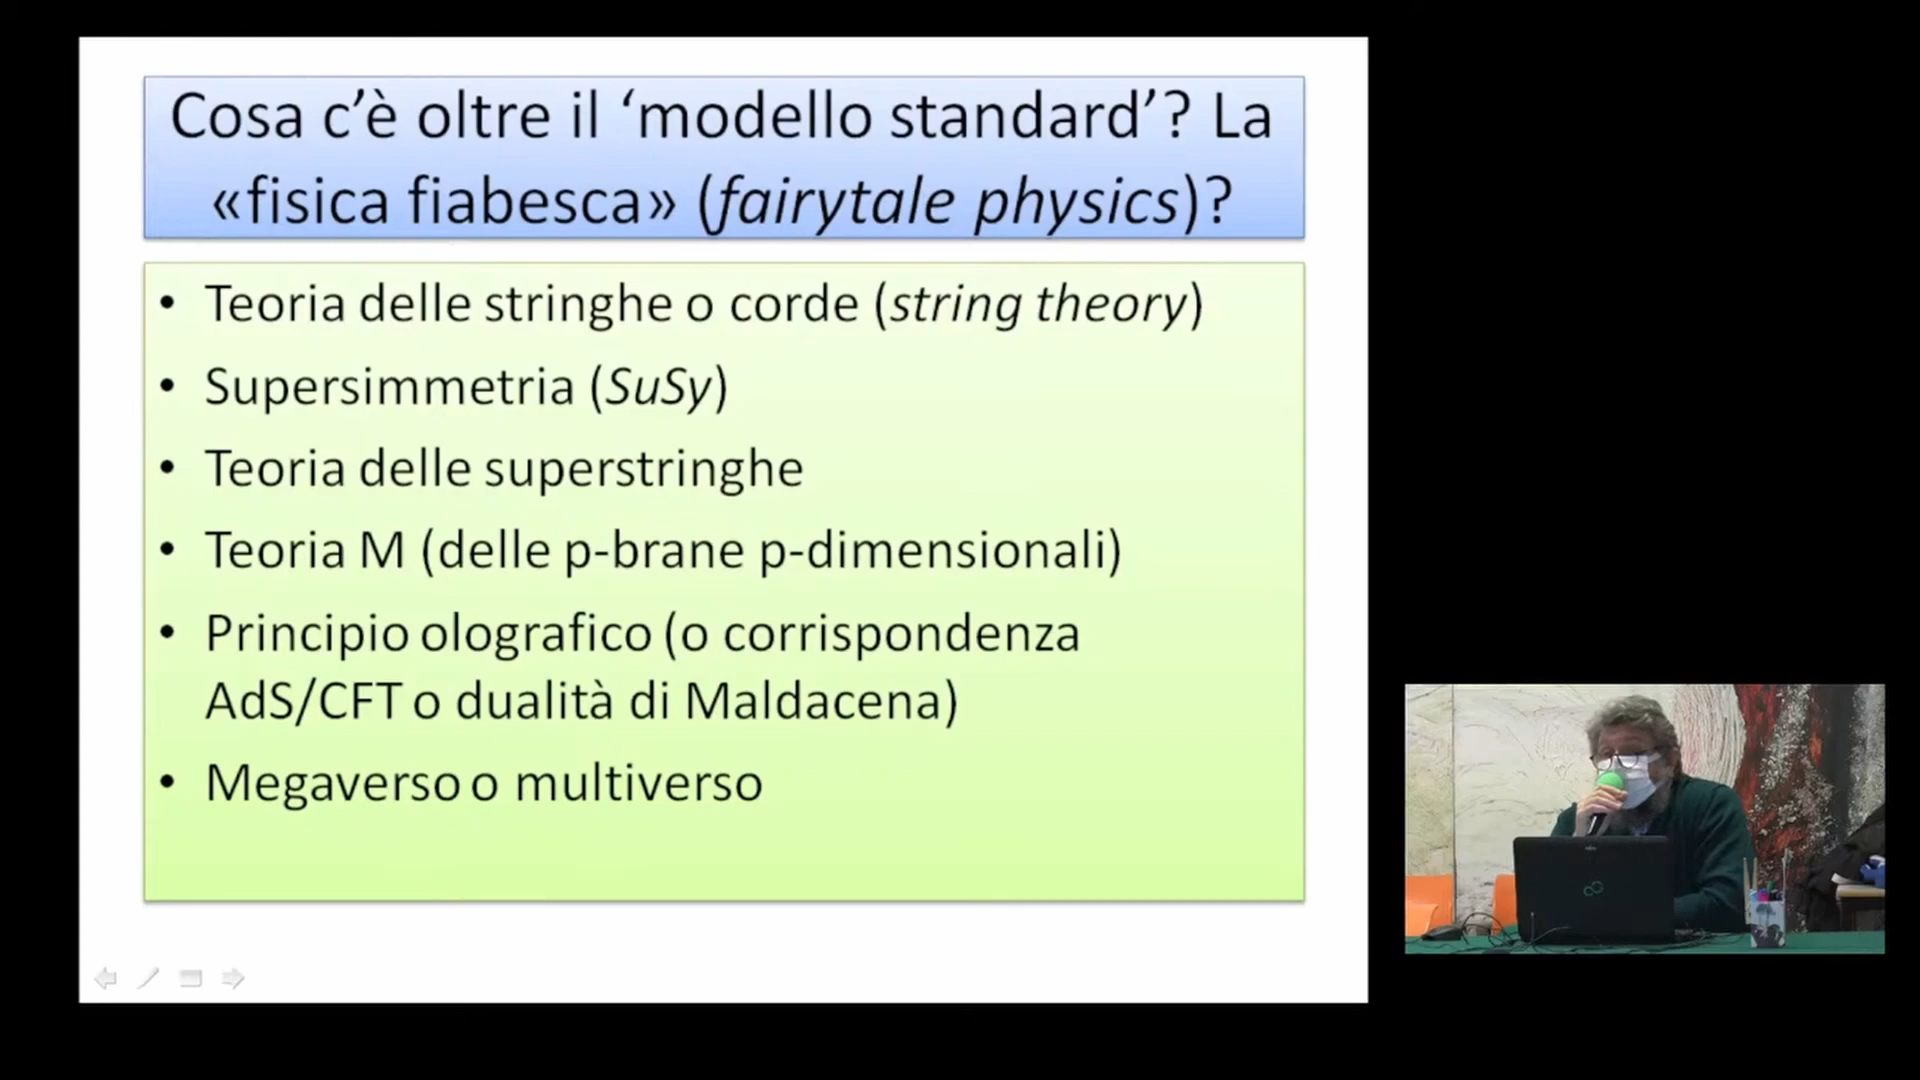 Cosa c’è oltre il ‘modello standard’? La
«fisica fiabesca» (fairytale physics)?
• Teoria delle stringhe o corde (string theory)
• Supersimmetria (SuSy)
• Teoria delle superstringhe
• Teoria M (delle p-brane p-dimensionali)
• Principio olografico (o corrispondenza
AdS/CFT o dualità di Maldacena)
• Megaverso o multiverso